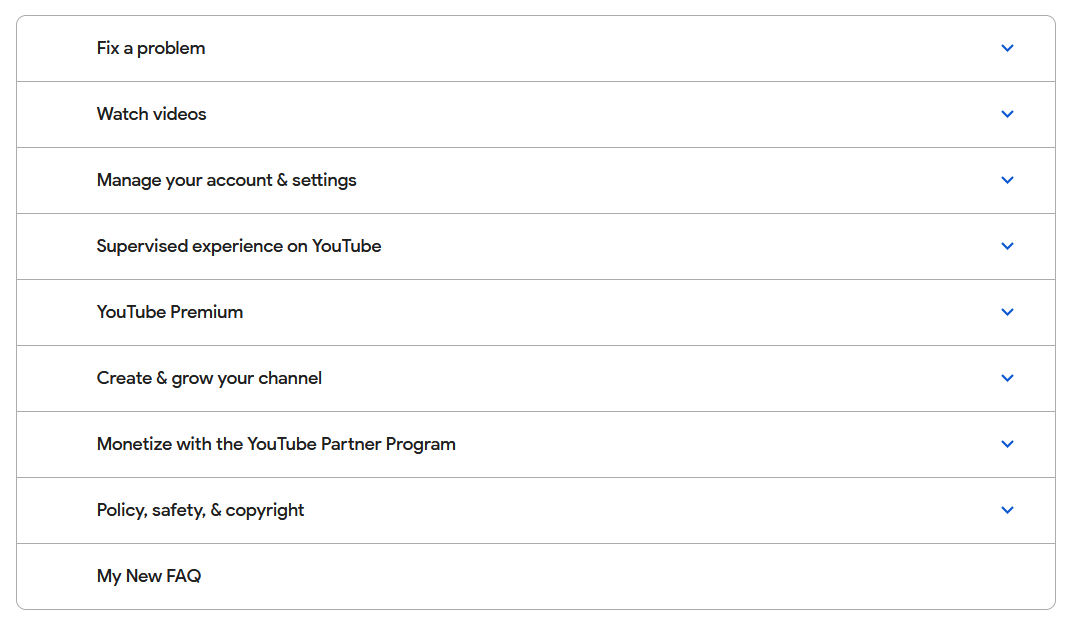 Fix a problem
Watch videos
Manage your account & settings
Supervised experience on YouTube
YouTube Premium
Create & grow your channel
Monetize with the YouTube Partner Program
Policy, safety, & copyright
My New FAQ